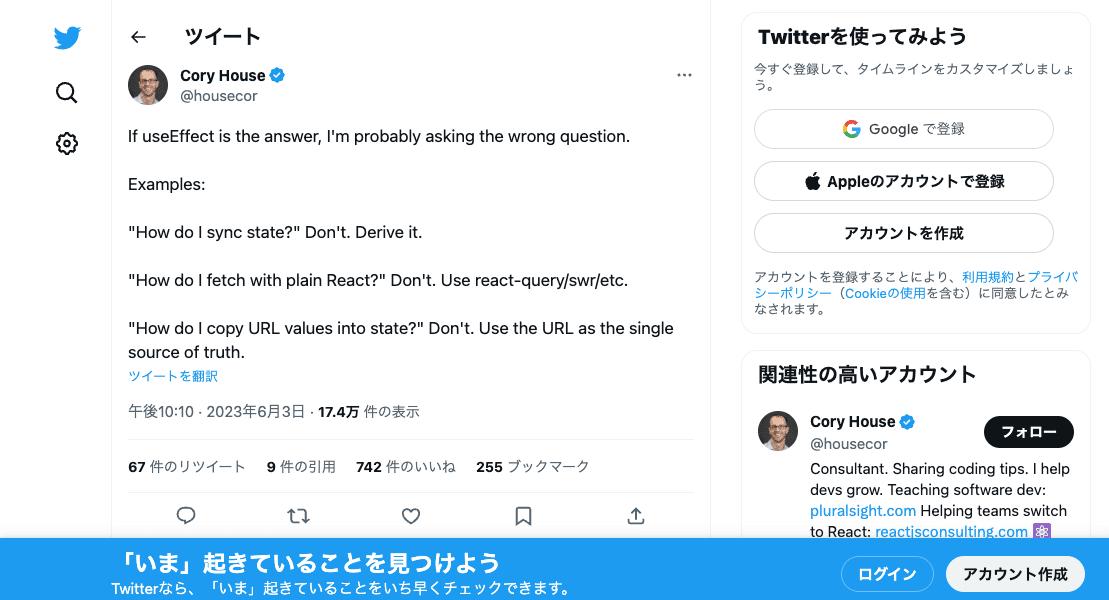 ツイート
Cory House
@housecor
If useEffect is the answer, I'm probably asking the wrong question.
Examples:
"How do I sync state?" Don't. Derive it.
"How do I fetch with plain React?" Don't. Use react-query/swr/etc.
"How do I copy URL values into state?" Don't. Use the URL as the single
source of truth.
ツイートを翻訳
午後10:10 · 2023年6月3日 · 17.4万 件の表示
67 件のリツイート 9 件の引用 742 件のいいね 255 ブックマーク
Twitterを使ってみよう
今すぐ登録して、タイムラインをカスタマイズしましょ
う。
Google で登録
Appleのアカウントで登録
アカウントを作成
アカウントを登録することにより、利用規約とプライバ
シーポリシー（Cookieの使用を含む）に同意したとみ
なされます。
関連性の高いアカウント
Cory House
@housecor
フォロー
Consultant. Sharing coding tips. I help
devs grow. Teaching software dev:
pluralsight.com Helping teams switch
to React: reactjsconsulting.com ⚛
「いま」起きていることを見つけよう
Twitterなら、「いま」起きていることをいち早くチェックできます。
ログイン
アカウント作成